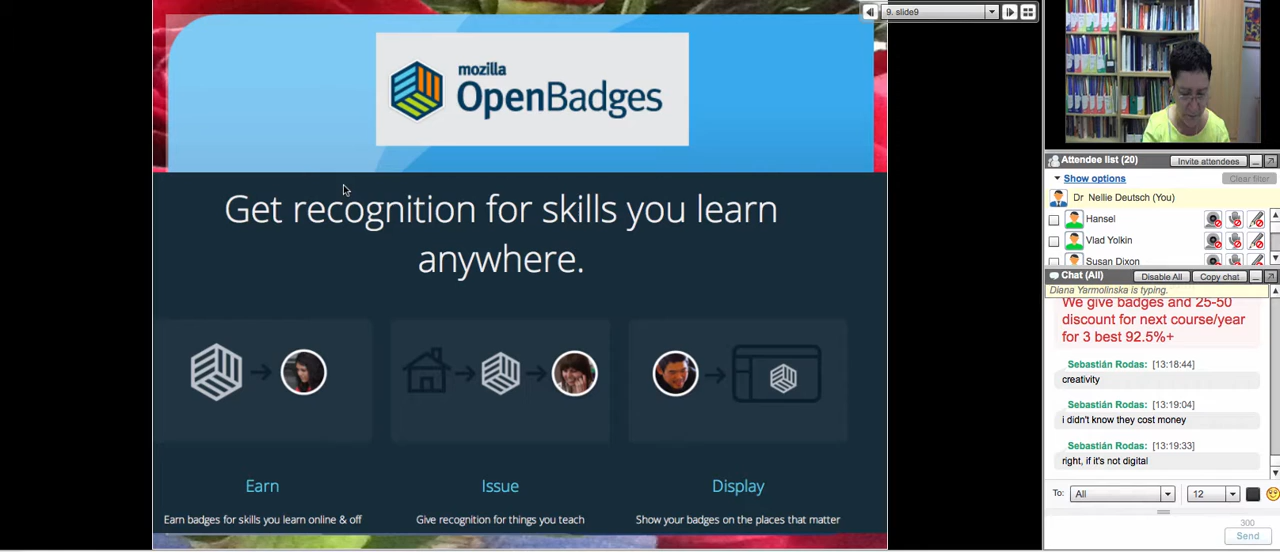 9. slide9
mozilla
OpenBadges
Get recognition for skills you learn
anywhere.
Earn
Issue
Display
Earn badges for skills you learn online & off
Give recognition for things you teach
Show your badges on the places that matter
Attendee list (20)
Invite attendees
Show options
Clear filter
Dr Nellie Deutsch (You)
Hansel
Vlad Yolkin
Susan Dixon
Chat (All)
Disable All
Copy chat
Diana Yarmolinska is typing.
We give badges and 25-50
discount for next course/year
for 3 best 92.5%+
Sebastián Rodas: [13:18:44]
creativity
Sebastián Rodas: [13:19:04]
i didn't know they cost money
Sebastián Rodas: [13:19:33]
right, if it's not digital
To: All 12
300
Send